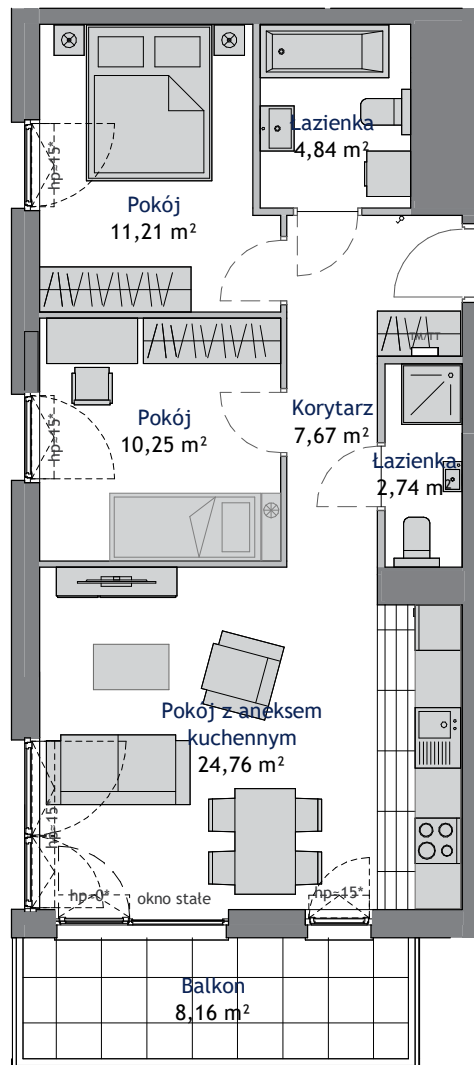 Łazienka
4,84 m²
hp=15*
Pokój
11,21 m²
TM/TT
hp=15*
Pokój
10,25 m²
Korytarz
7,67 m²
Łazienka
2,74 m²
Pokój z aneksem
kuchennym
24,76 m²
hp=15*
hp=0*
okno stałe
hp=15*
Balkon
8,16 m²